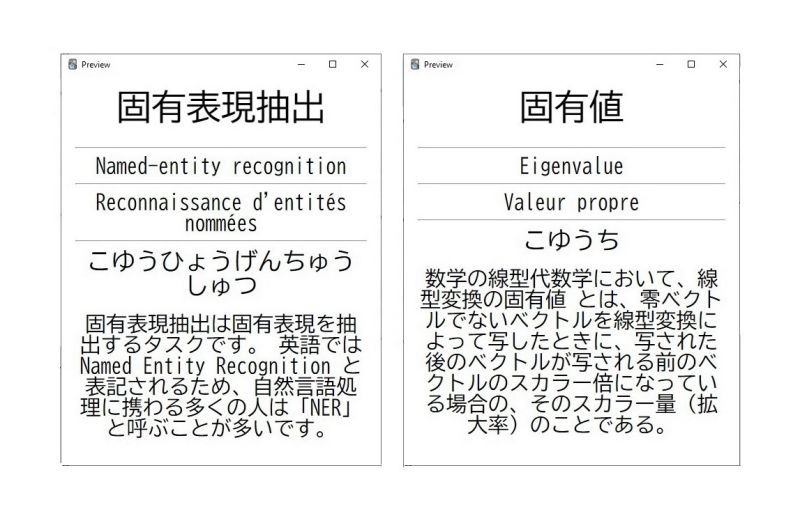 Preview
固有表現抽出
Named-entity recognition
Reconnaissance d'entités
nommées
こゆうひょうげんちゅう
しゅつ
固有表現抽出は固有表現を抽
出するタスクです。 英語では
Named Entity Recognition と
表記されるため、自然言語処
理に携わる多くの人は「NER」
と呼ぶことが多いです。
Preview
固有値
Eigenvalue
Valeur propre
こゆうち
数学の線型代数学において、線
型変換の固有値 とは、零ベクト
ルでないベクトルを線型変換に
よって写したときに、写された
後のベクトルが写される前のベ
クトルのスカラー倍になってい
る場合の、そのスカラー量（拡
大率）のことである。